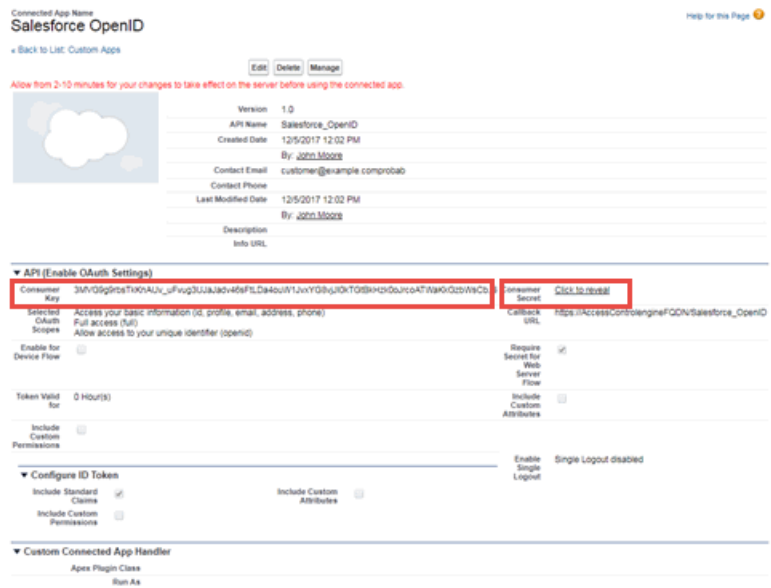 Connected App Name
Salesforce OpenID
Help for this Page
« Back to List: Custom Apps
Edit Delete Manage
Allow from 2-10 minutes for your changes to take effect on the server before using the connected app.
Version 1.0
API Name Salesforce_OpenID
Created Date 12/5/2017 12:02 PM
By: John Moore
Contact Email customer@example.comprobab
Contact Phone
Last Modified Date 12/5/2017 12:02 PM
By: John Moore
Description
Info URL
▼ API (Enable OAuth Settings)
Consumer Key
Consumer Secret Click to reveal
Selected OAuth Scopes
Access your basic information (id, profile, email, address, phone)
Full access (full)
Allow access to your unique identifier (openid)
Callback URL https://AccessControlengineFQDN/Salesforce_OpenID
Enable for Device Flow
Require Secret for Web Server Flow
Token Valid for 0 Hour(s)
Include Custom Attributes
Include Custom Permissions
Enable Single Logout Single Logout disabled
▼ Configure ID Token
Include Standard Claims
Include Custom Attributes
Include Custom Permissions
▼ Custom Connected App Handler
Apex Plugin Class
Run As